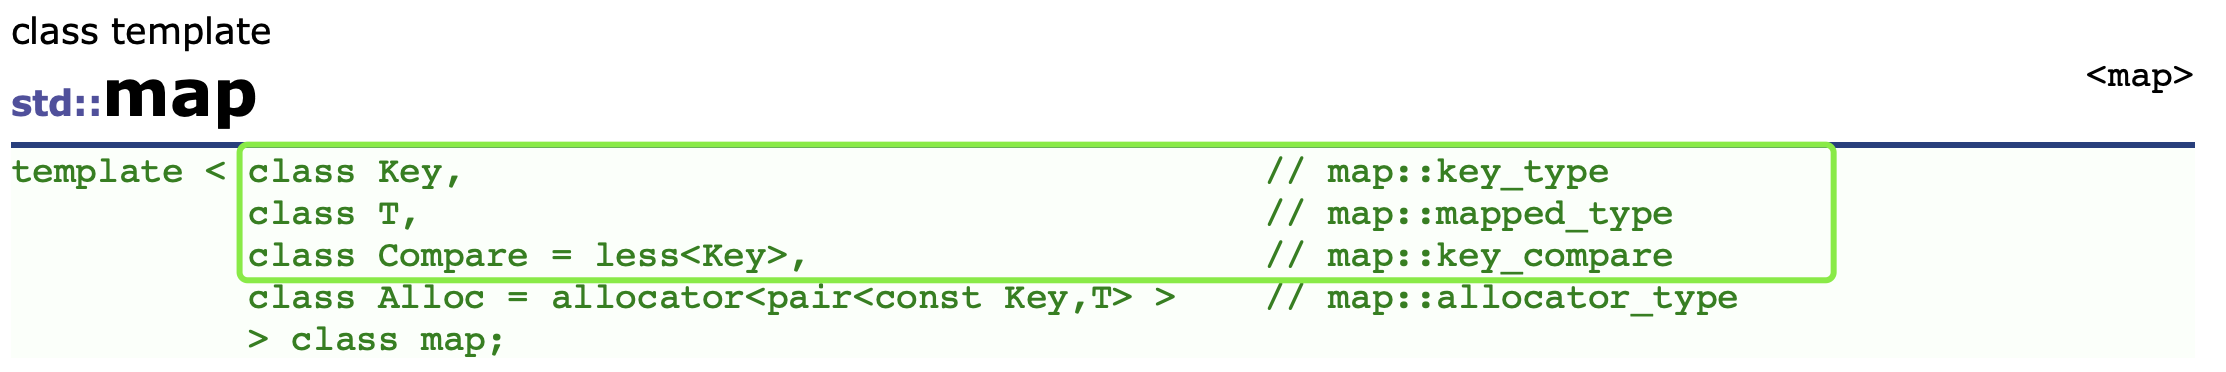 class template
std::map
<map>
template < class Key, // map::key_type
class T, // map::mapped_type
class Compare = less<Key>, // map::key_compare
class Alloc = allocator<pair<const Key,T> > // map::allocator_type
> class map;